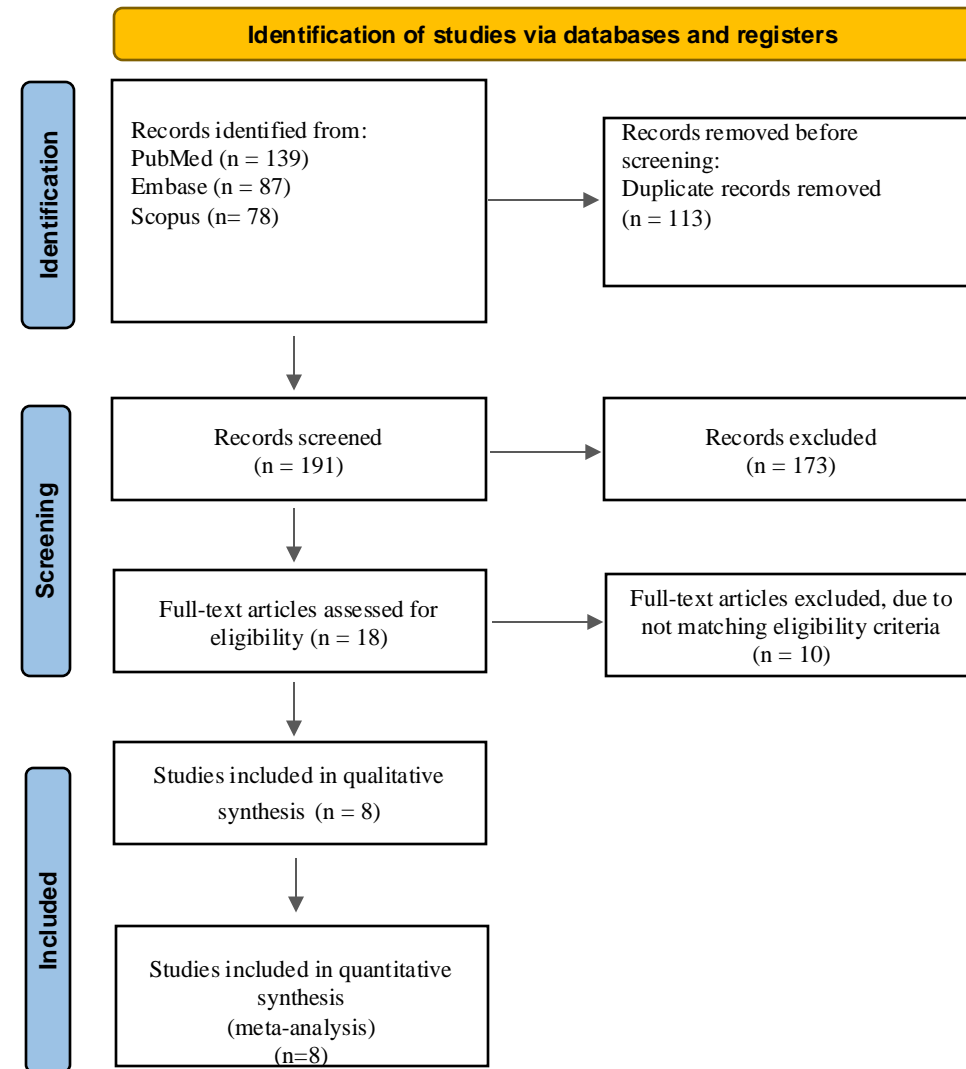 Identification of studies via databases and registers
Identification
Records identified from:
PubMed (n = 139)
Embase (n = 87)
Scopus (n= 78)
Records removed before
screening:
Duplicate records removed
(n = 113)
Screening
Records screened
(n = 191)
Records excluded
(n = 173)
Full-text articles assessed for
eligibility (n = 18)
Full-text articles excluded, due to
not matching eligibility criteria
(n = 10)
Included
Studies included in qualitative
synthesis (n = 8)
Studies included in quantitative
synthesis
(meta-analysis)
(n=8)